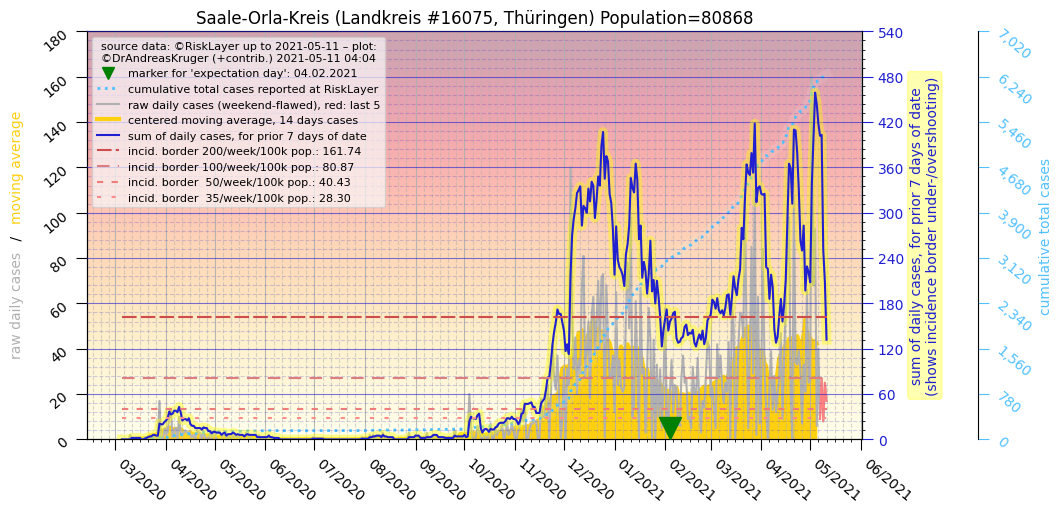 Saale-Orla-Kreis (Landkreis #16075, Thüringen) Population=80868
source data: ©RiskLayer up to 2021-05-11 – plot:
©DrAndreasKruger (+contrib.) 2021-05-11 04:04
marker for 'expectation day': 04.02.2021
cumulative total cases reported at RiskLayer
raw daily cases (weekend-flawed), red: last 5
centered moving average, 14 days cases
sum of daily cases, for prior 7 days of date
incid. border 200/week/100k pop.: 161.74
incid. border 100/week/100k pop.: 80.87
incid. border  50/week/100k pop.: 40.43
incid. border  35/week/100k pop.: 28.30
raw daily cases / moving average
180
160
140
120
100
80
60
40
20
0
03/2020
04/2020
05/2020
06/2020
07/2020
08/2020
09/2020
10/2020
11/2020
12/2020
01/2021
02/2021
03/2021
04/2021
05/2021
06/2021
540
480
420
360
300
240
180
120
60
0
sum of daily cases, for prior 7 days of date
(shows incidence border under-/overshooting)
7,020
6,240
5,460
4,680
3,900
3,120
2,340
1,560
780
0
cumulative total cases